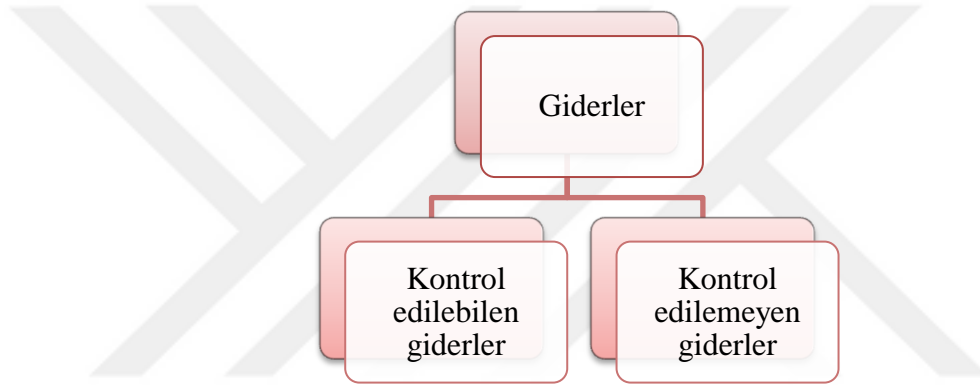 Giderler
Kontrol
edilebilen
giderler
Kontrol
edilemeyen
giderler